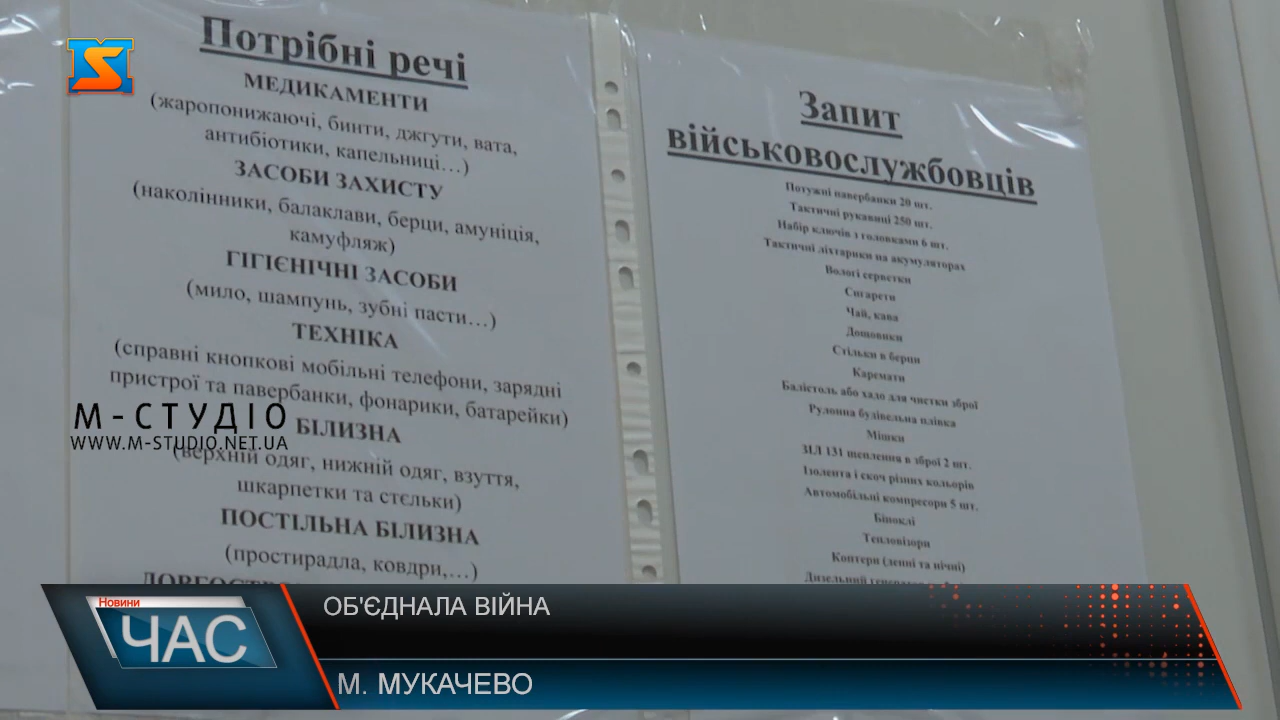 Потрібні речі
МЕДИКАМЕНТИ
(жаропонижаючі, бинти, джгути, вата,
антибіотики, капельниці…)
ЗАСОБИ ЗАХИСТУ
(наколінники, балаклави, берци, амуніція,
камуфляж)
ГІГІЄНІЧНІ ЗАСОБИ
(мило, шампунь, зубні пасти…)
ТЕХНІКА
(справні кнопкові мобільні телефони, зарядні
пристрої та павербанки, фонарики, батарейки)
БІЛИЗНА
(верхній одяг, нижній одяг, взуття,
шкарпетки та стєльки)
ПОСТІЛЬНА БІЛИЗНА
(простирадла, ковдри,…)
Запит
військовослужбовців
Потужні павербанки 20 шт.
Тактичні рукавиці 250 шт.
Набір ключів з головками 6 шт.
Тактичні ліхтарики на акумуляторах
Вологі серветки
Сигарети
Чай, кава
Дощовики
Стільки в берци
Каремати
Балістоль або хадо для чистки зброї
Рулонна будівельна плівка
Мішки
ЗІЛ 131 щеплення в зброї 2 шт.
Ізолента і скоч різних кольорів
Автомобільні компресори 5 шт.
Біноклі
Тепловізори
Коптери (денні та нічні)
Дизельний
М-СТУДІО
WWW.M-STUDIO.NET.UA
Новини
ЧАС
ОБ'ЄДНАЛА ВІЙНА
М. МУКАЧЕВО